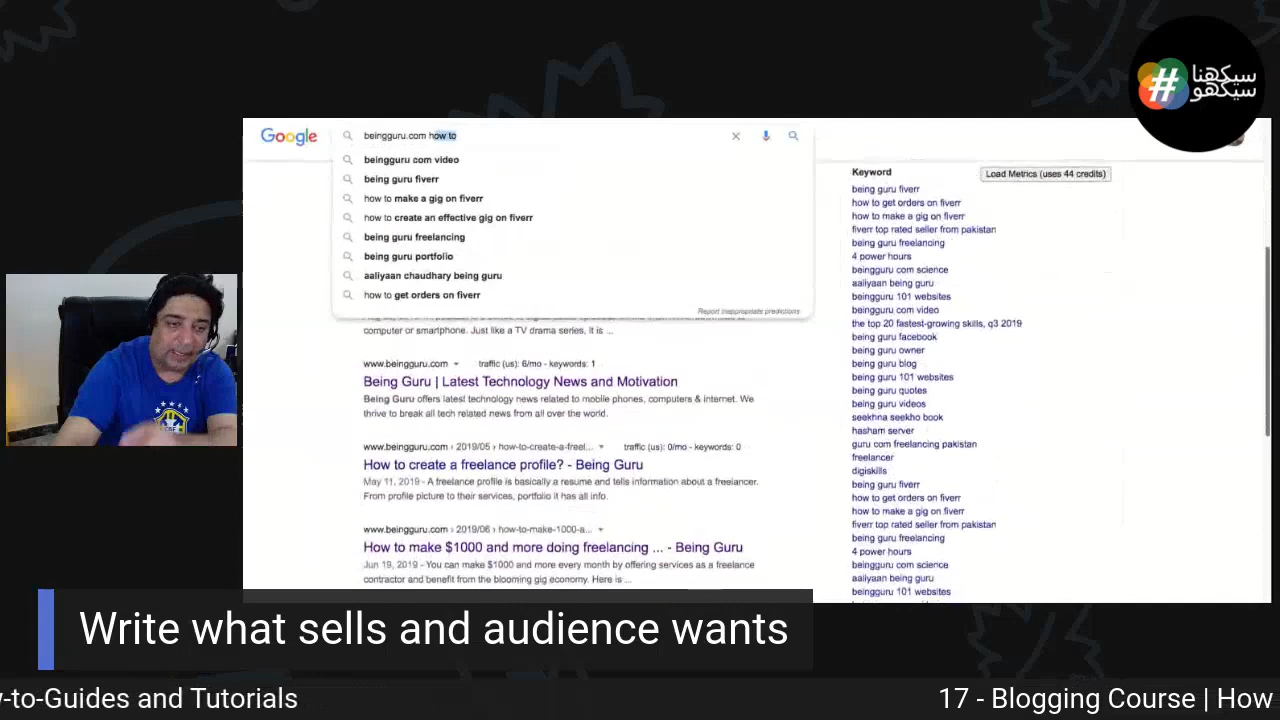 #
سیکھنا
سیکھو
Google
beingguru.com how to
beingguru com video
being guru fiverr
how to make a gig on fiverr
how to create an effective gig on fiverr
being guru freelancing
being guru portfolio
aaliyaan chaudhary being guru
how to get orders on fiverr
Report inappropriate predictions
computer or smartphone. Just like a TV drama series, it is ...
www.beingguru.com traffic (us): 6/mo - keywords: 1
Being Guru | Latest Technology News and Motivation
Being Guru offers latest technology news related to mobile phones, computers & internet. We
thrive to break all tech related news from all over the world.
www.beingguru.com › 2019/05 › how-to-create-a-freel... traffic (us): 0/mo - keywords: 0
How to create a freelance profile? - Being Guru
May 11, 2019 - A freelance profile is basically a resume and tells information about a freelancer.
From profile picture to their services, portfolio it has all info.
www.beingguru.com › 2019/06 › how-to-make-1000-a...
How to make $1000 and more doing freelancing ... - Being Guru
Jun 19, 2019 - You can make $1000 and more every month by offering services as a freelance
contractor and benefit from the blooming gig economy. Here is ...
Keyword
Load Metrics (uses 44 credits)
being guru fiverr
how to get orders on fiverr
how to make a gig on fiverr
fiverr top rated seller from pakistan
being guru freelancing
4 power hours
beingguru com science
aaliyaan being guru
beingguru 101 websites
beingguru com video
the top 20 fastest-growing skills, q3 2019
being guru facebook
being guru owner
being guru blog
being guru 101 websites
being guru quotes
being guru videos
seekhna seekho book
hasham server
guru com freelancing pakistan
freelancer
digiskills
being guru fiverr
how to get orders on fiverr
how to make a gig on fiverr
fiverr top rated seller from pakistan
being guru freelancing
4 power hours
beingguru com science
aaliyaan being guru
beingguru 101 websites
CBF
Write what sells and audience wants
-to-Guides and Tutorials
17 - Blogging Course | How